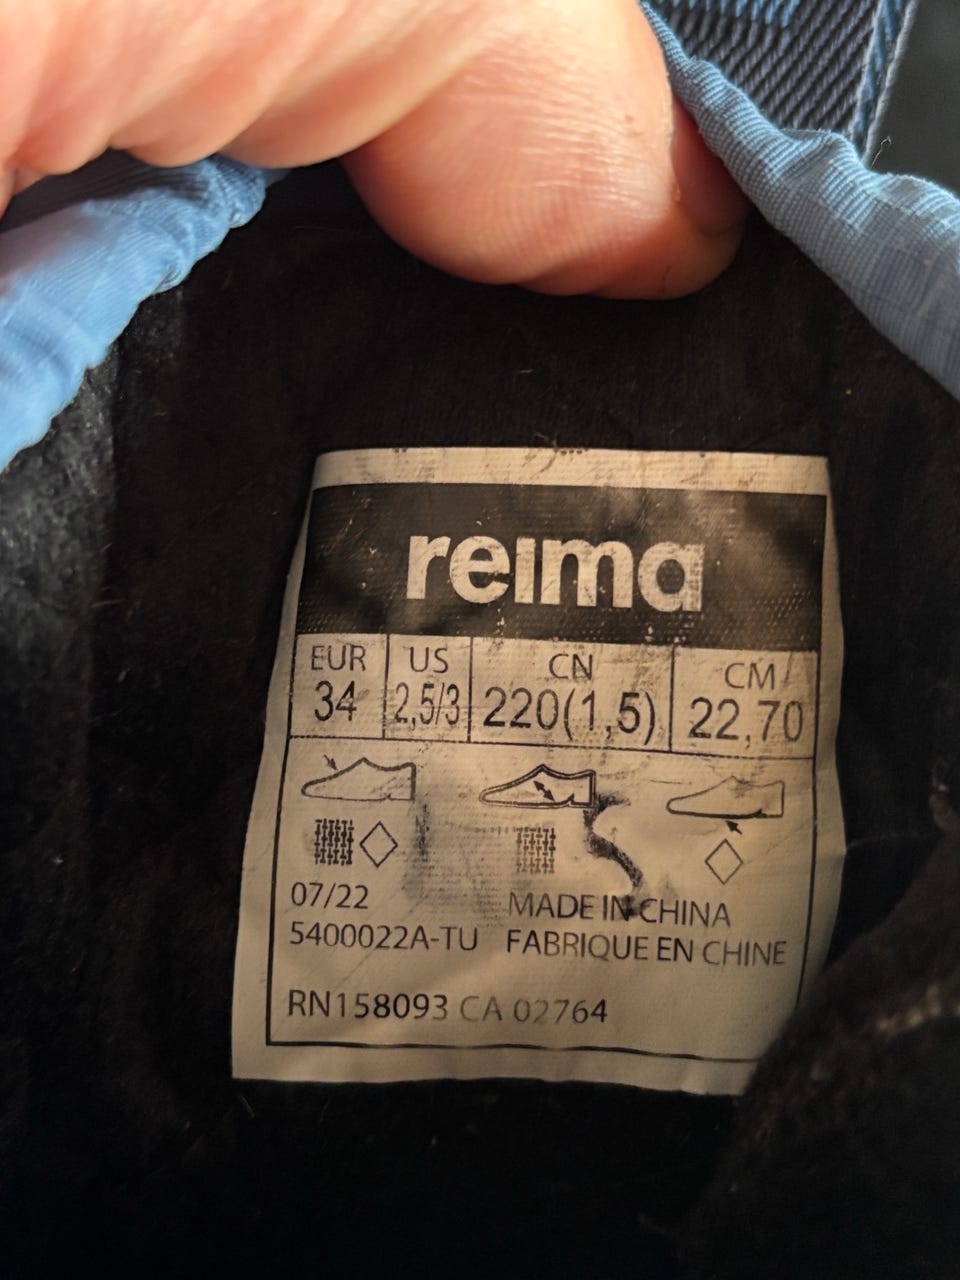 reima
EUR US CN CM
34 2,5/3 220(1,5) 22,70
07/22 MADE IN CHINA
5400022A-TU FABRIQUE EN CHINE
RN158093 CA 02764